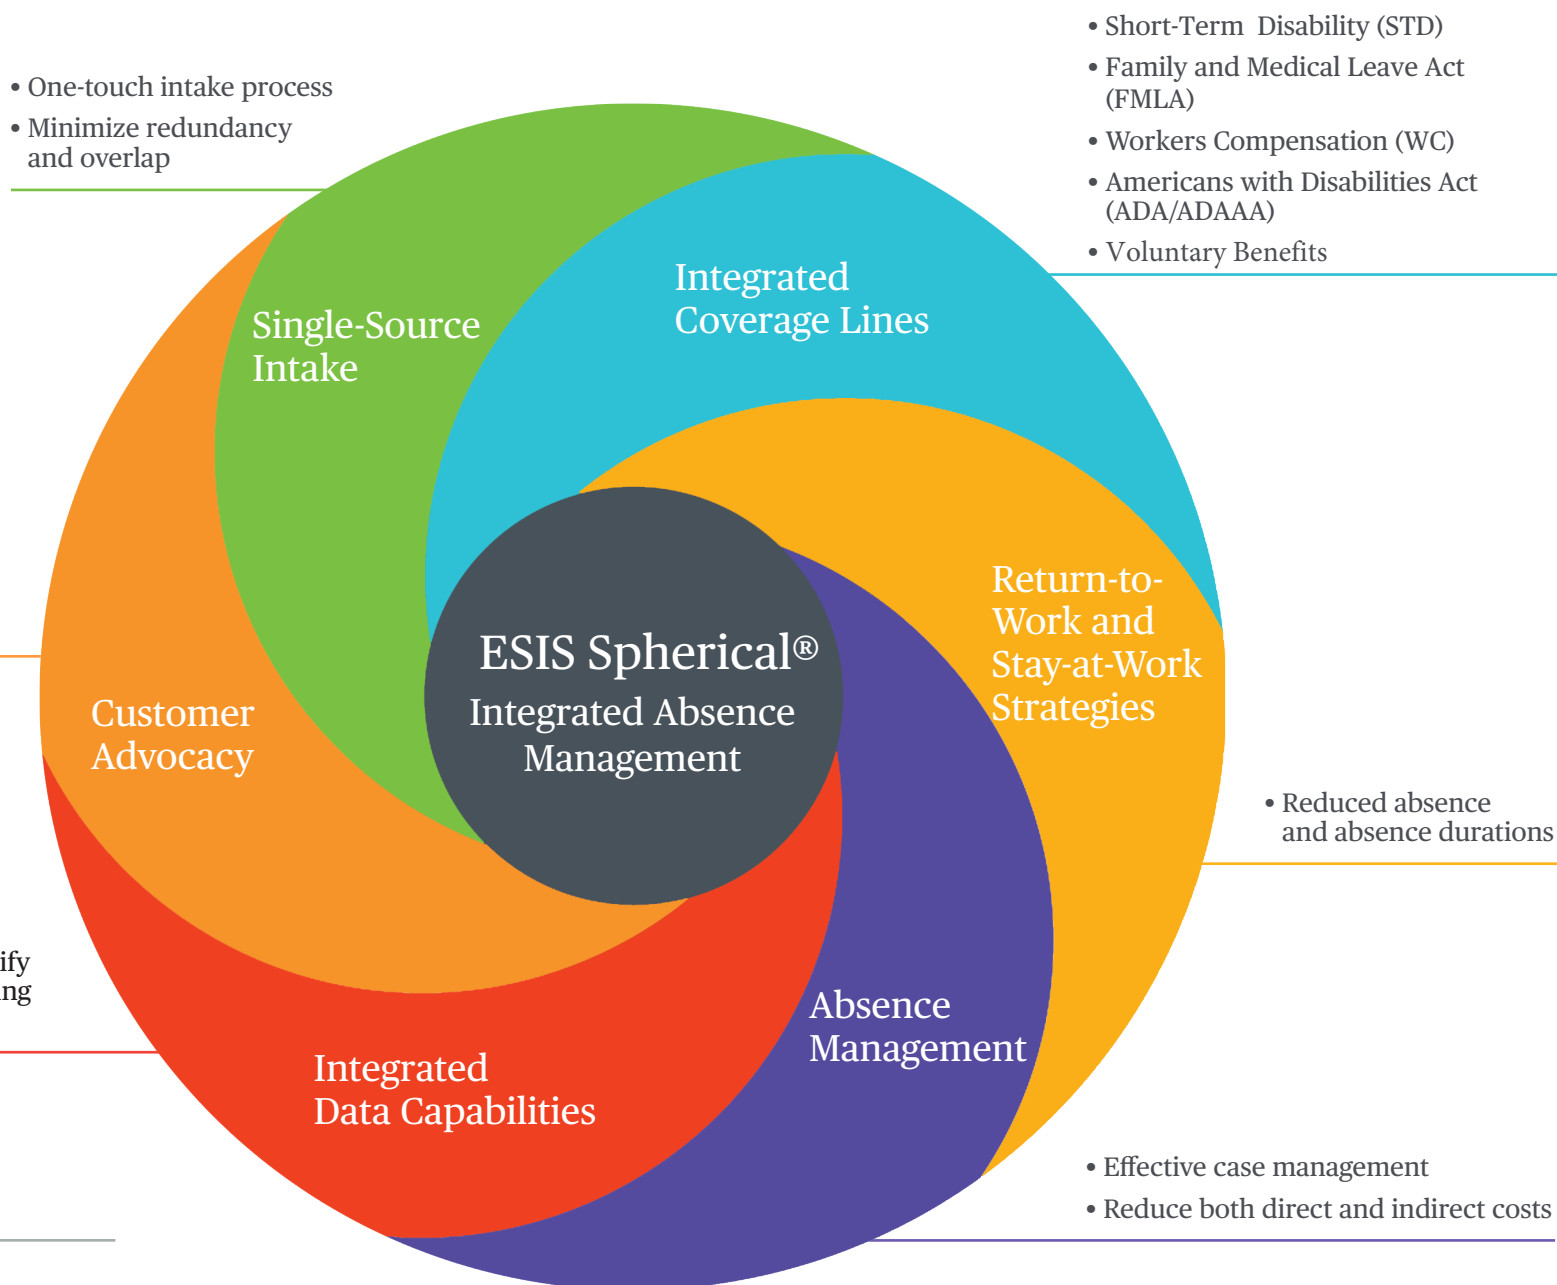 • One-touch intake process
• Minimize redundancy
and overlap
• Short-Term  Disability (STD)
• Family and Medical Leave Act
(FMLA)
• Workers Compensation (WC)
• Americans with Disabilities Act
(ADA/ADAAA)
• Voluntary Benefits
Single-Source
Intake
Integrated
Coverage Lines
Return-to-
Work and
Stay-at-Work
Strategies
ESIS Spherical®
Integrated Absence
Management
Customer
Advocacy
• Reduced absence
and absence durations
Absence
Management
Integrated
Data Capabilities
• Effective case management
• Reduce both direct and indirect costs